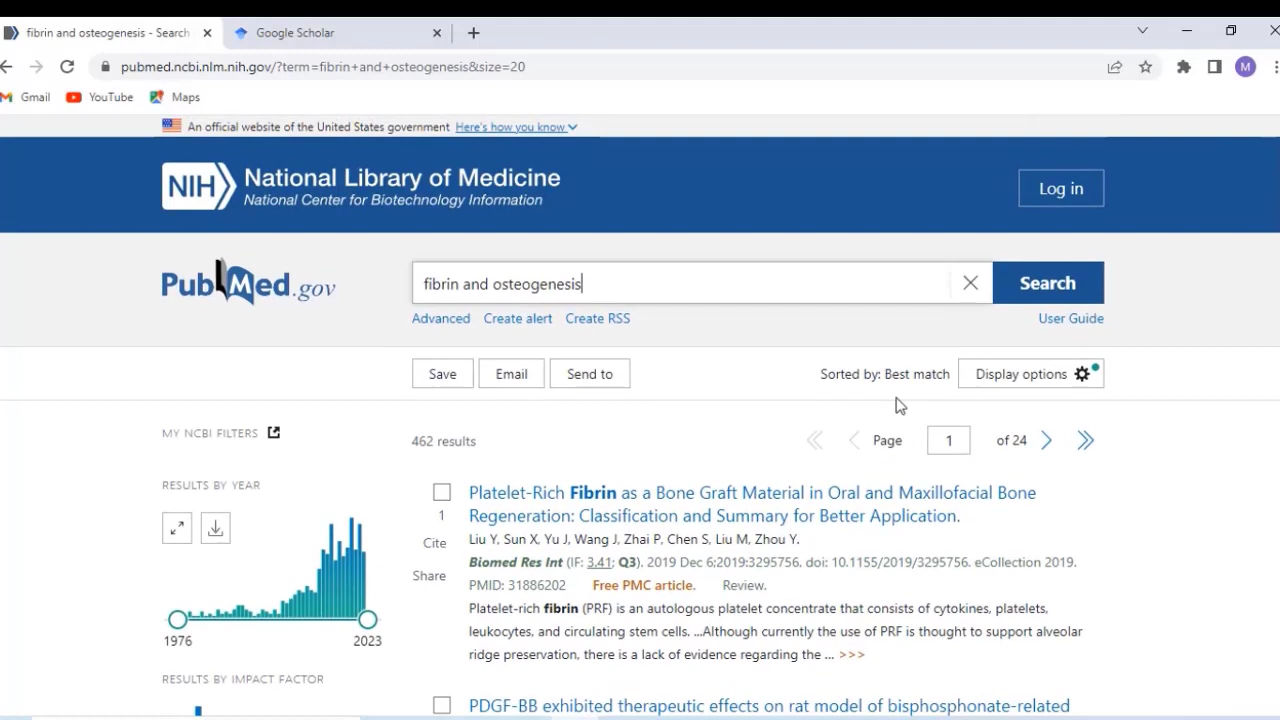 fibrin and osteogenesis - Search
Google Scholar
pubmed.ncbi.nlm.nih.gov/?term=fibrin+and+osteogenesis&size=20
M
Gmail
YouTube
Maps
An official website of the United States government Here's how you know
NIH
National Library of Medicine
National Center for Biotechnology Information
Log in
PubMed.gov
fibrin and osteogenesis
Search
Advanced
Create alert
Create RSS
User Guide
Save
Email
Send to
Sorted by: Best match
Display options
MY NCBI FILTERS
462 results
Page
1
of 24
RESULTS BY YEAR
1976
2023
RESULTS BY IMPACT FACTOR
1
Cite
Share
Platelet-Rich Fibrin as a Bone Graft Material in Oral and Maxillofacial Bone
Regeneration: Classification and Summary for Better Application.
Liu Y, Sun X, Yu J, Wang J, Zhai P, Chen S, Liu M, Zhou Y.
Biomed Res Int (IF: 3.41; Q3). 2019 Dec 6;2019:3295756. doi: 10.1155/2019/3295756. eCollection 2019.
PMID: 31886202 Free PMC article. Review.
Platelet-rich fibrin (PRF) is an autologous platelet concentrate that consists of cytokines, platelets,
leukocytes, and circulating stem cells. ...Although currently the use of PRF is thought to support alveolar
ridge preservation, there is a lack of evidence regarding the ... >>>
PDGF-BB exhibited therapeutic effects on rat model of bisphosphonate-related